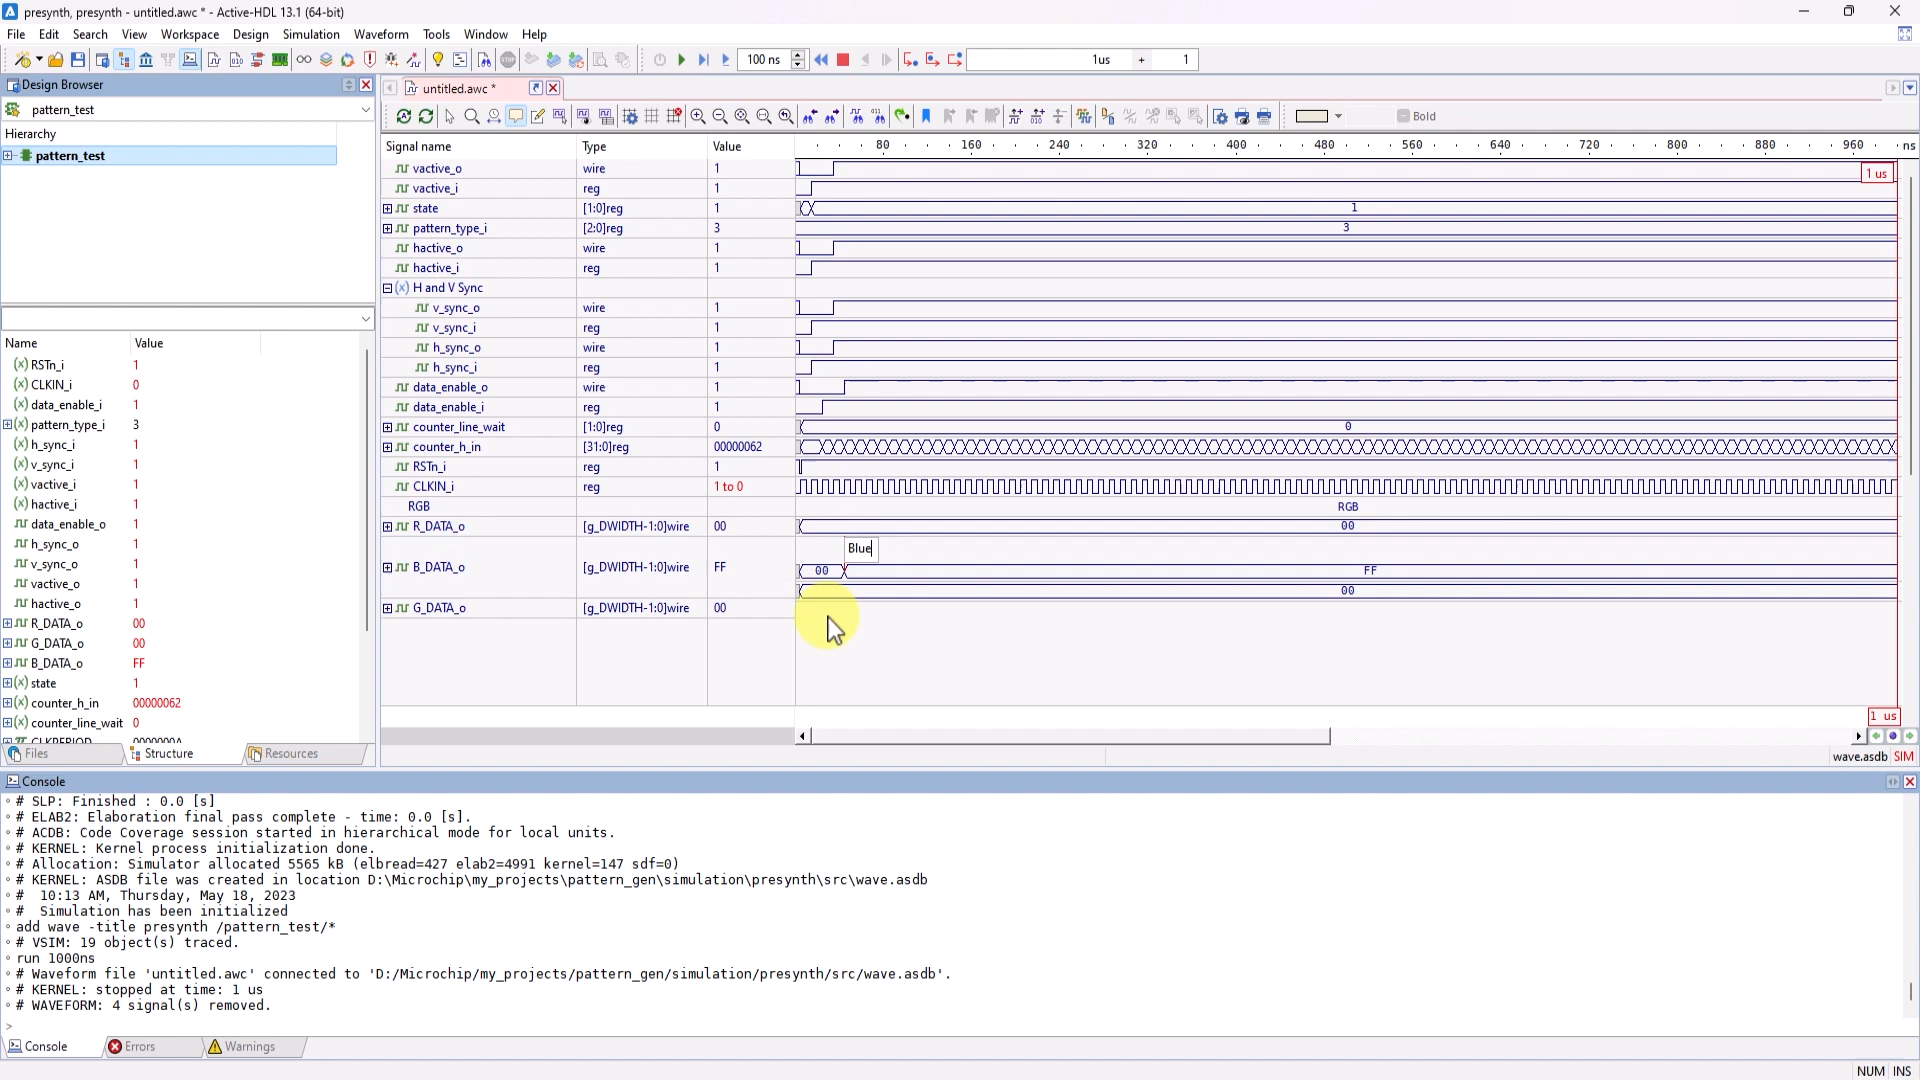 presynth, presynth - untitled.awc * - Active-HDL 13.1 (64-bit)
File Edit Search View Workspace Design Simulation Waveform Tools Window Help
100 ns 1us + 1
Design Browser
untitled.awc *
pattern_test
Bold
Hierarchy
pattern_test
Signal name Type Value 80 160 240 320 400 480 560 640 720 800 880 960 ns
vactive_o wire 1
1 us
vactive_i reg 1
state [1:0]reg 1 1
pattern_type_i [2:0]reg 3 3
hactive_o wire 1
hactive_i reg 1
H and V Sync
v_sync_o wire 1
v_sync_i reg 1
h_sync_o wire 1
h_sync_i reg 1
data_enable_o wire 1
data_enable_i reg 1
counter_line_wait [1:0]reg 0 0
counter_h_in [31:0]reg 00000062
RSTn_i reg 1
CLKIN_i reg 1 to 0
RGB RGB
R_DATA_o [g_DWIDTH-1:0]wire 00 00
Blue
B_DATA_o [g_DWIDTH-1:0]wire FF 00 FF
00
G_DATA_o [g_DWIDTH-1:0]wire 00
1 us
wave.asdb SIM
Name Value
RSTn_i 1
CLKIN_i 0
data_enable_i 1
pattern_type_i 3
h_sync_i 1
v_sync_i 1
vactive_i 1
hactive_i 1
data_enable_o 1
h_sync_o 1
v_sync_o 1
vactive_o 1
hactive_o 1
R_DATA_o 00
G_DATA_o 00
B_DATA_o FF
state 1
counter_h_in 00000062
counter_line_wait 0
CLKPERIOD 0000000A
Files Structure Resources
Console
# SLP: Finished : 0.0 [s]
# ELAB2: Elaboration final pass complete - time: 0.0 [s].
# ACDB: Code Coverage session started in hierarchical mode for local units.
# KERNEL: Kernel process initialization done.
# Allocation: Simulator allocated 5565 kB (elbread=427 elab2=4991 kernel=147 sdf=0)
# KERNEL: ASDB file was created in location D:\Microchip\my_projects\pattern_gen\simulation\presynth\src\wave.asdb
# 10:13 AM, Thursday, May 18, 2023
# Simulation has been initialized
add wave -title presynth /pattern_test/*
# VSIM: 19 object(s) traced.
run 1000ns
# Waveform file 'untitled.awc' connected to 'D:/Microchip/my_projects/pattern_gen/simulation/presynth/src/wave.asdb'.
# KERNEL: stopped at time: 1 us
# WAVEFORM: 4 signal(s) removed.
>
Console Errors Warnings
NUM INS